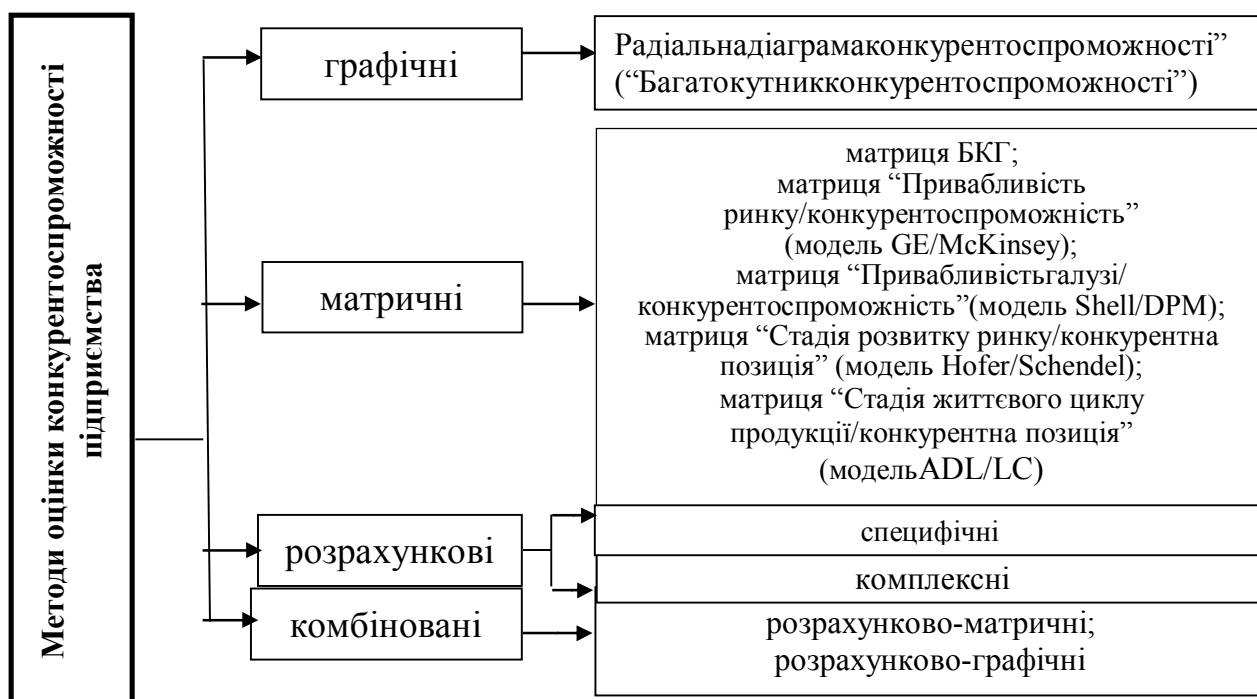 Методи оцінки конкурентоспроможності
підприємства
графічні
Радіальнадіаграмаконкурентоспроможності”
(“Багатокутникконкурентоспроможності”)
матричні
матриця БКГ;
матриця “Привабливість
ринку/конкурентоспроможність”
(модель GE/McKinsey);
матриця “Привабливістьгалузі/
конкурентоспроможність”(модель Shell/DPM);
матриця “Стадія розвитку ринку/конкурентна
позиція” (модель Hofer/Schendel);
матриця “Стадія життєвого циклу
продукції/конкурентна позиція”
(модельADL/LC)
розрахункові
специфічні
комплексні
комбіновані
розрахунково-матричні;
розрахунково-графічні